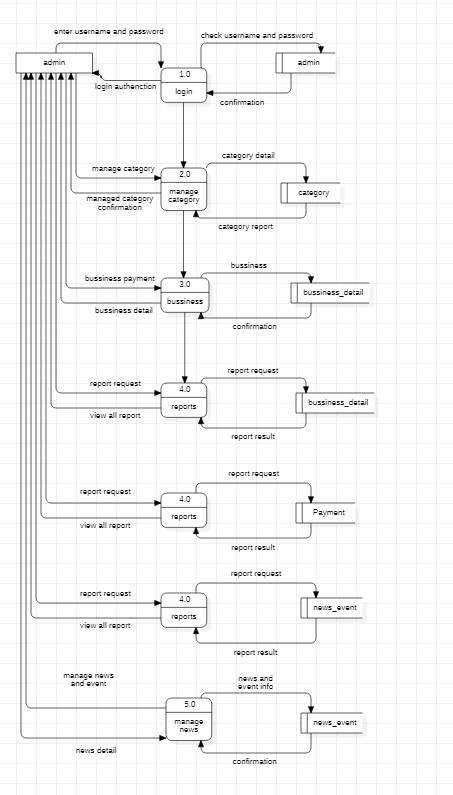 enter username and password
check username and password
admin
admin
1.0
login
login authenction
confirmation
category detail
manage category
2.0
manage
category
category
managed category
confirmation
category report
bussiness
bussiness payment
3.0
bussiness
bussiness_detail
bussiness detail
confirmation
report request
report request
4.0
reports
bussiness_detail
view all report
report result
report request
report request
4.0
reports
Payment
view all report
report result
report request
report request
4.0
reports
news_event
view all report
report result
manage news
and event
news and
event info
5.0
manage
news
news_event
news detail
confirmation